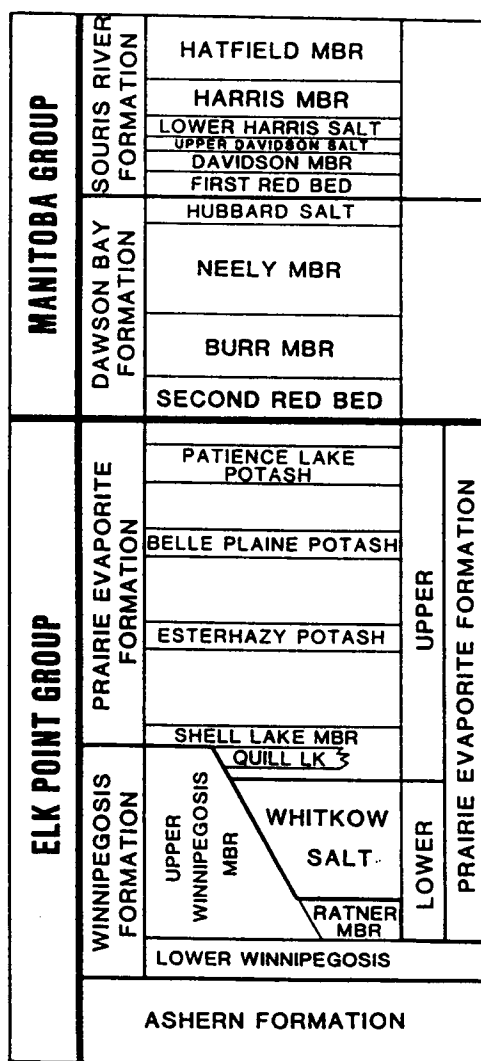 MANITOBA GROUP
SOURIS RIVER
FORMATION
HATFIELD MBR
HARRIS MBR
LOWER HARRIS SALT
UPPER DAVIDSON SALT
DAVIDSON MBR
FIRST RED BED
DAWSON BAY
FORMATION
HUBBARD SALT
NEELY MBR
BURR MBR
SECOND RED BED
ELK POINT GROUP
PRAIRIE EVAPORITE
FORMATION
PATIENCE LAKE
POTASH
BELLE PLAINE POTASH
ESTERHAZY POTASH
SHELL LAKE MBR
QUILL LK
UPPER
PRAIRIE EVAPORITE FORMATION
WINNIPEGOSIS
FORMATION
UPPER
WINNIPEGOSIS
MBR
WHITKOW
SALT
RATNER
MBR
LOWER
LOWER WINNIPEGOSIS
ASHERN FORMATION